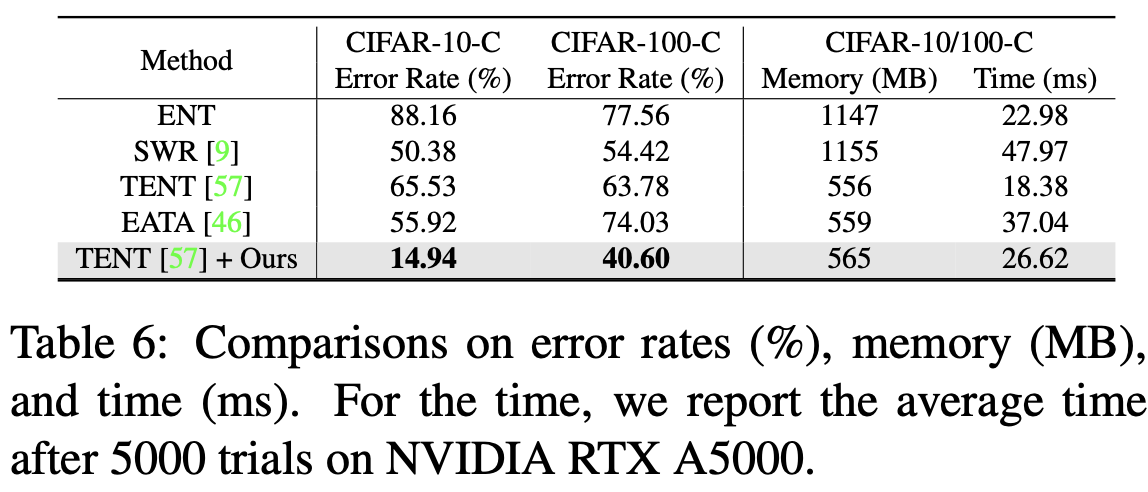 Method CIFAR-10-C CIFAR-100-C CIFAR-10/100-C
Error Rate (%) Error Rate (%) Memory (MB) Time (ms)
ENT 88.16 77.56 1147 22.98
SWR [9] 50.38 54.42 1155 47.97
TENT [57] 65.53 63.78 556 18.38
EATA [46] 55.92 74.03 559 37.04
TENT [57] + Ours 14.94 40.60 565 26.62
Table 6: Comparisons on error rates (%), memory (MB),
and time (ms). For the time, we report the average time
after 5000 trials on NVIDIA RTX A5000.